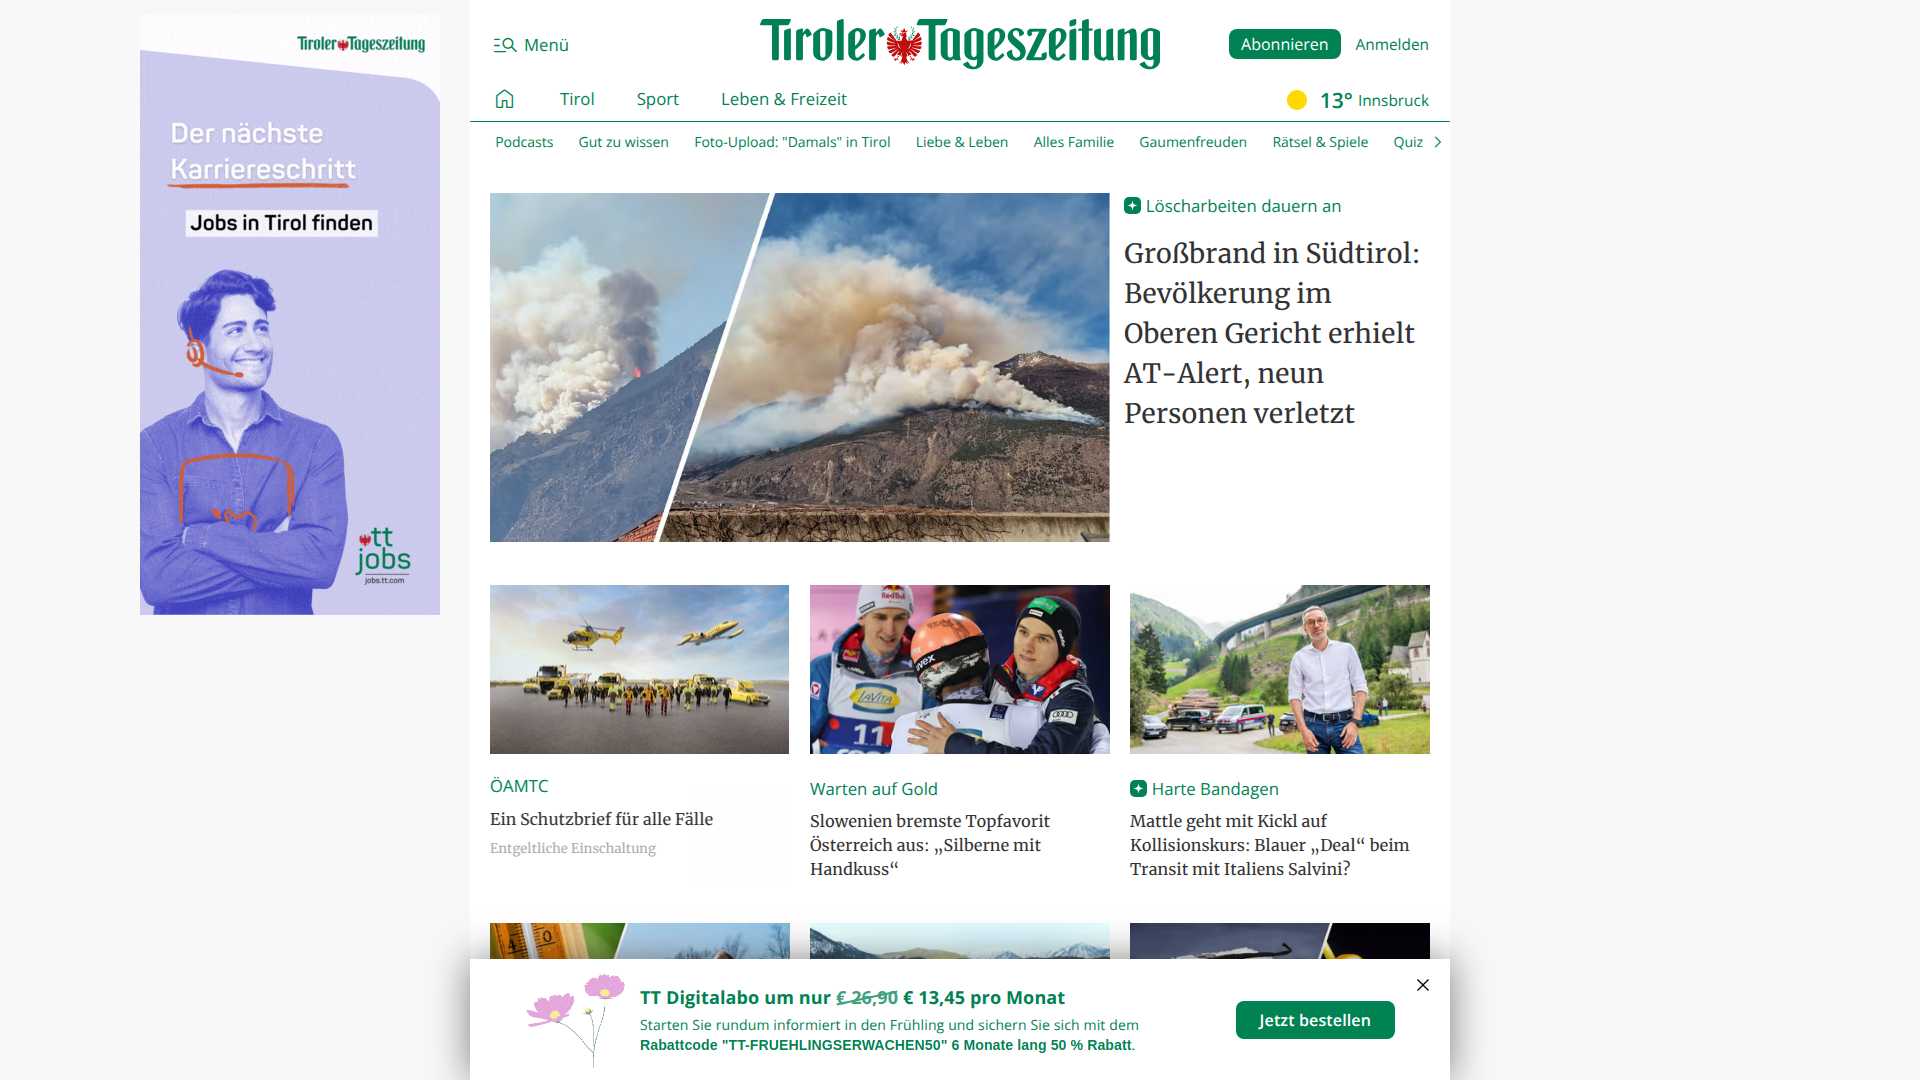 Tiroler Tageszeitung
Der nächste
Karriereschritt
Jobs in Tirol finden
tt
jobs
jobs.tt.com
Menü
Tiroler Tageszeitung
Abonnieren
Anmelden
Tirol
Sport
Leben & Freizeit
13° Innsbruck
Podcasts
Gut zu wissen
Foto-Upload: "Damals" in Tirol
Liebe & Leben
Alles Familie
Gaumenfreuden
Rätsel & Spiele
Quiz
Löscharbeiten dauern an
Großbrand in Südtirol:
Bevölkerung im
Oberen Gericht erhielt
AT-Alert, neun
Personen verletzt
RedBull
LaVita
11
uvex
ÖAMTC
Ein Schutzbrief für alle Fälle
Entgeltliche Einschaltung
Warten auf Gold
Slowenien bremste Topfavorit
Österreich aus: „Silberne mit
Handkuss“
Harte Bandagen
Mattle geht mit Kickl auf
Kollisionskurs: Blauer „Deal“ beim
Transit mit Italiens Salvini?
4 0
TT Digitalabo um nur € 26,90 € 13,45 pro Monat
Starten Sie rundum informiert in den Frühling und sichern Sie sich mit dem
Rabattcode "TT-FRUEHLINGSERWACHEN50" 6 Monate lang 50 % Rabatt.
Jetzt bestellen